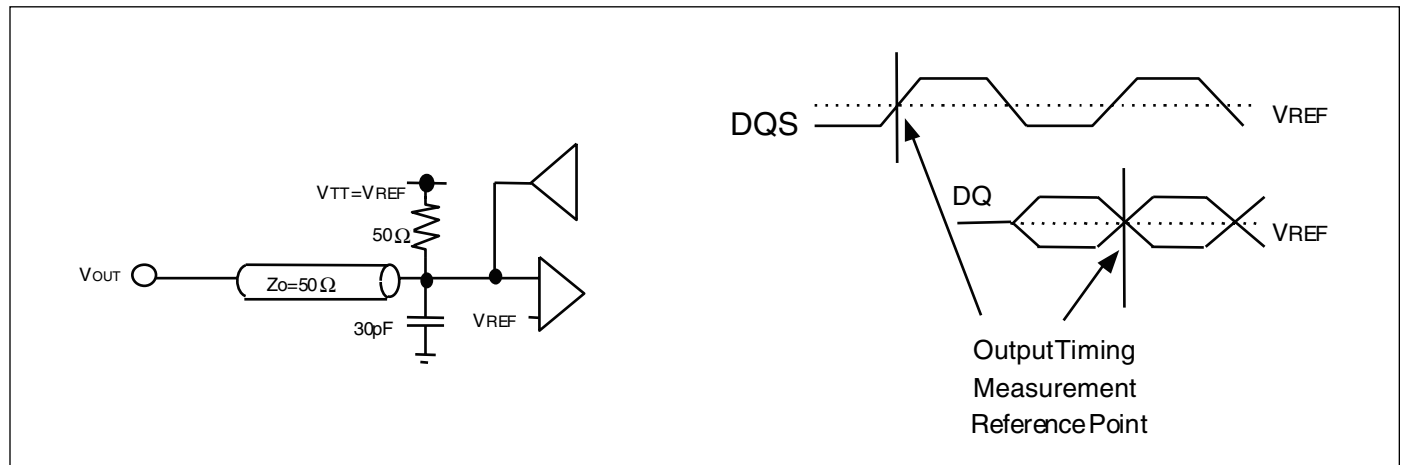 VTT=VREF
50Ω
VOUT
Zo=50Ω
30pF
VREF
DQS
VREF
DQ
VREF
OutputTiming
Measurement
ReferencePoint